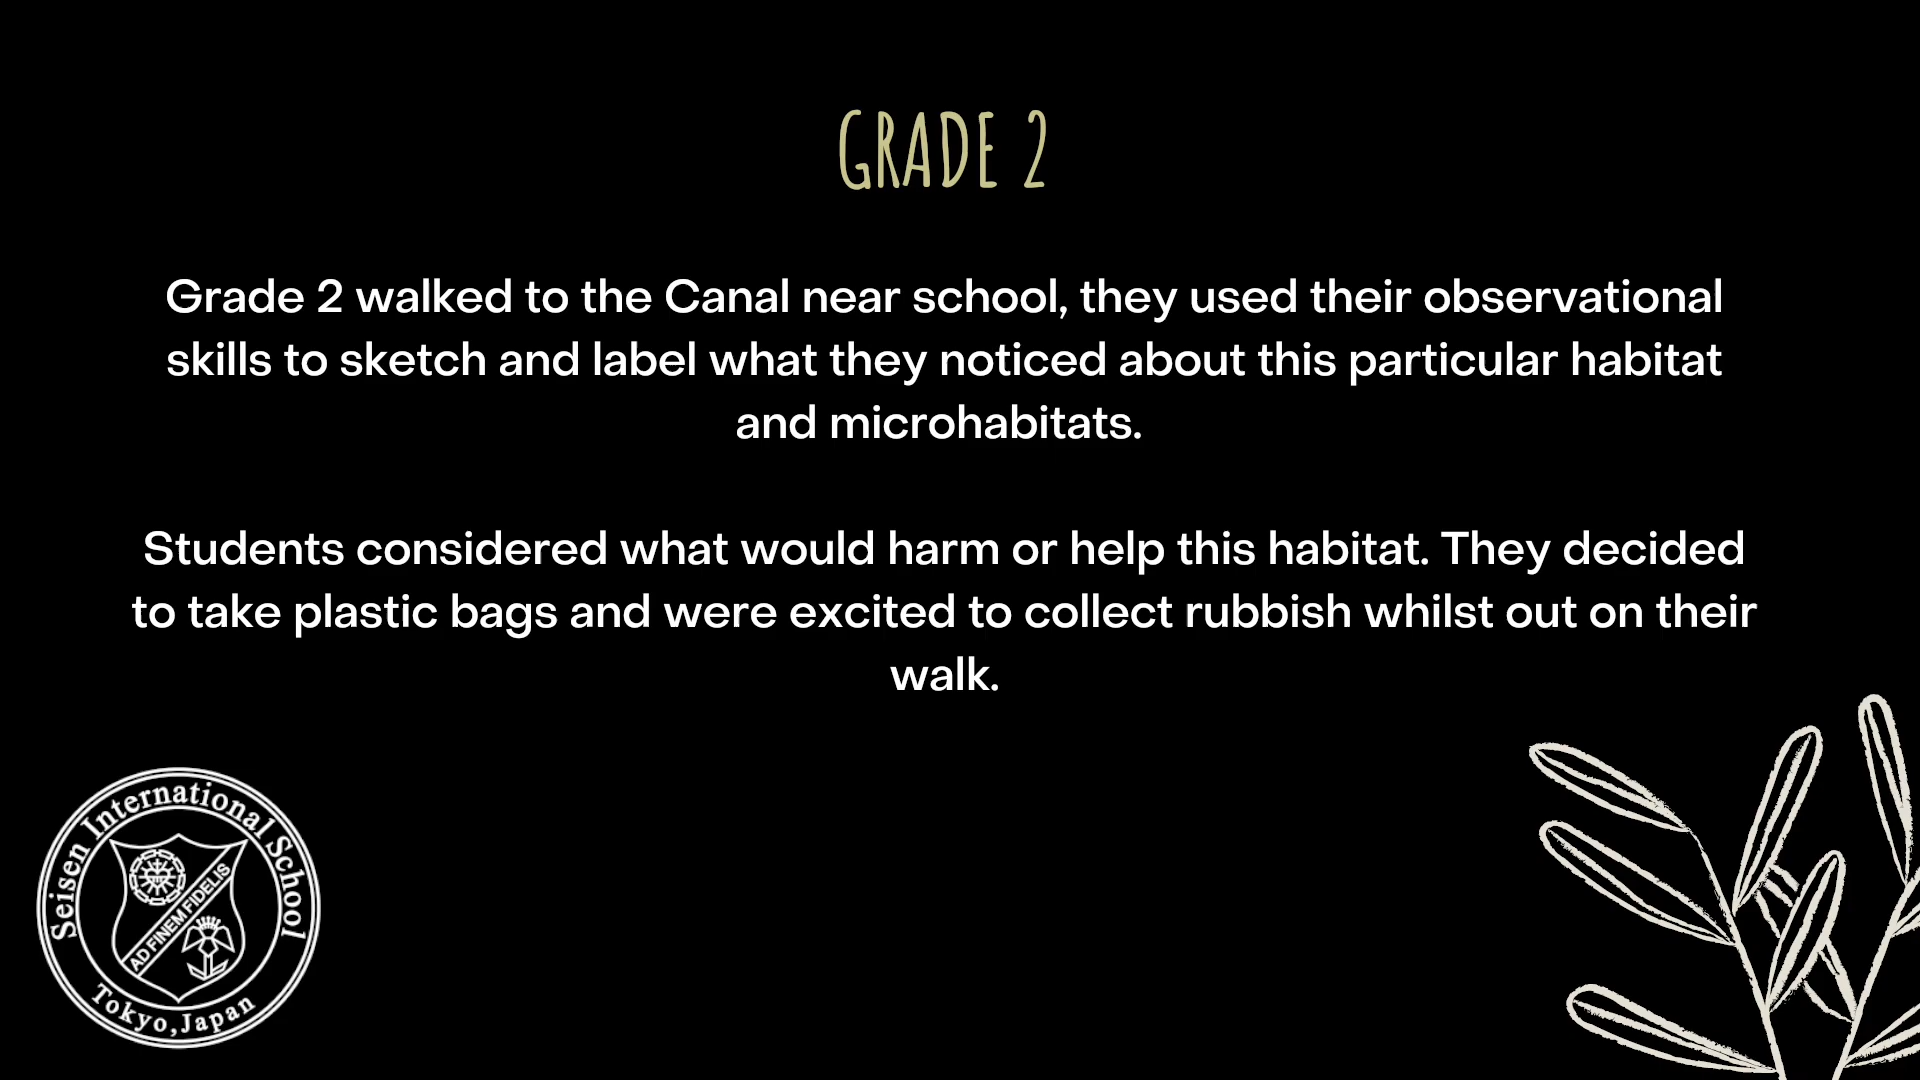 GRADE 2
Grade 2 walked to the Canal near school, they used their observational
skills to sketch and label what they noticed about this particular habitat
and microhabitats.
Students considered what would harm or help this habitat. They decided
to take plastic bags and were excited to collect rubbish whilst out on their
walk.
Seisen International School
AD FINEM FIDELIS
Tokyo, Japan